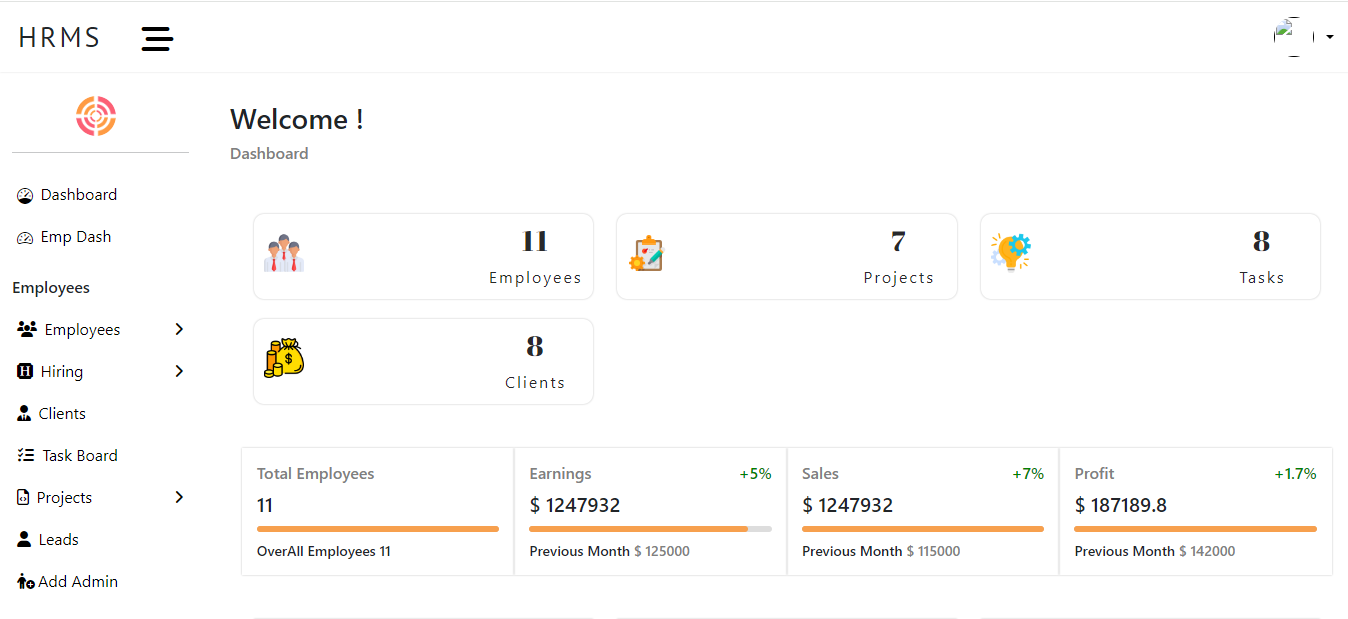 HRMS
Welcome !
Dashboard
Dashboard
Emp Dash
Employees
Employees
Hiring
Clients
Task Board
Projects
Leads
Add Admin
11
Employees
7
Projects
8
Tasks
8
Clients
Total Employees
11
OverAll Employees 11
Earnings +5%
$ 1247932
Previous Month $ 125000
Sales +7%
$ 1247932
Previous Month $ 115000
Profit +1.7%
$ 187189.8
Previous Month $ 142000